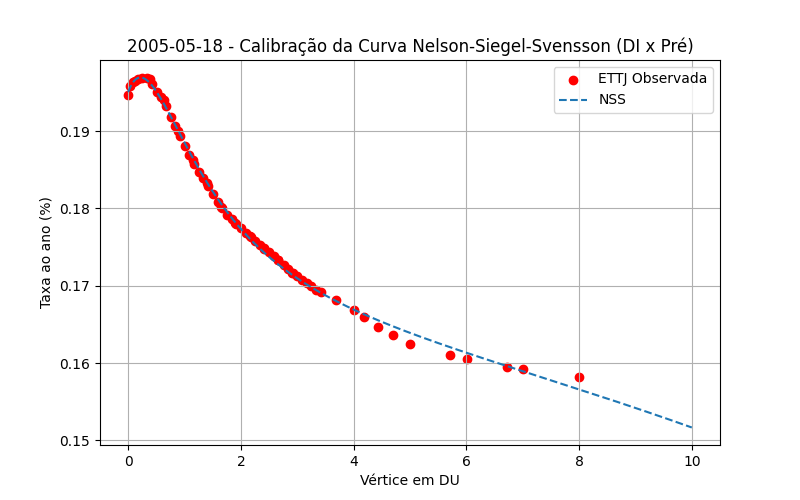 2005-05-18 - Calibração da Curva Nelson-Siegel-Svensson (DI x Pré)
ETTJ Observada
NSS
Taxa ao ano (%)
0.19
0.18
0.17
0.16
0.15
0 2 4 6 8 10
Vértice em DU